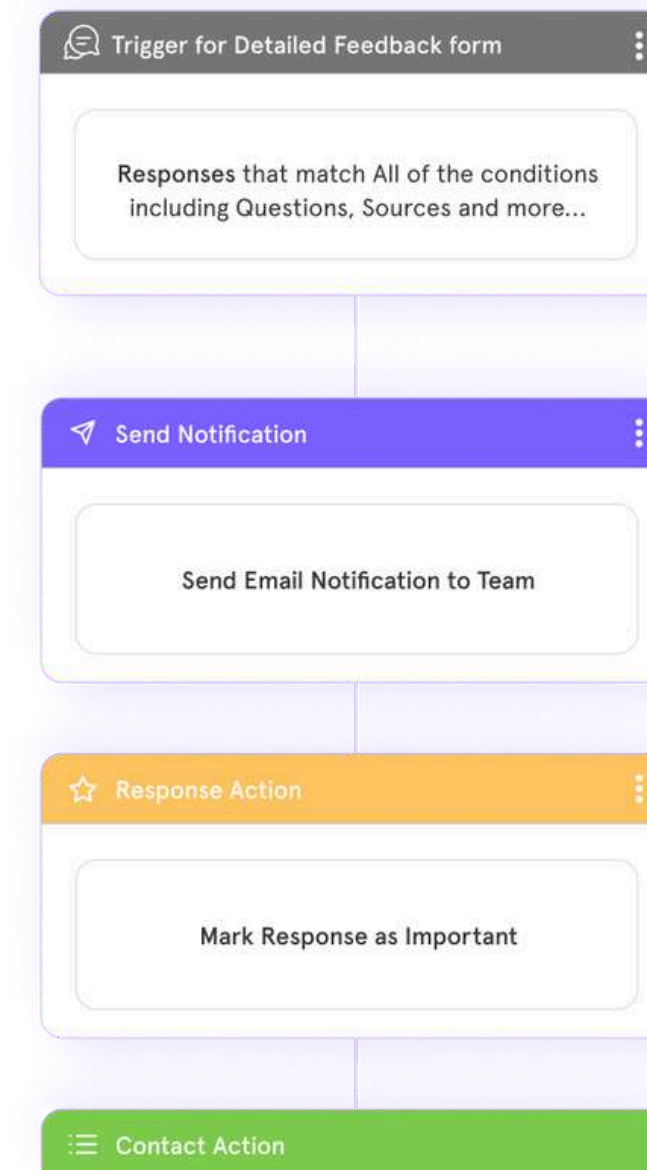 Trigger for Detailed Feedback form
Responses that match All of the conditions
including Questions, Sources and more...
Send Notification
Send Email Notification to Team
Response Action
Mark Response as Important
Contact Action